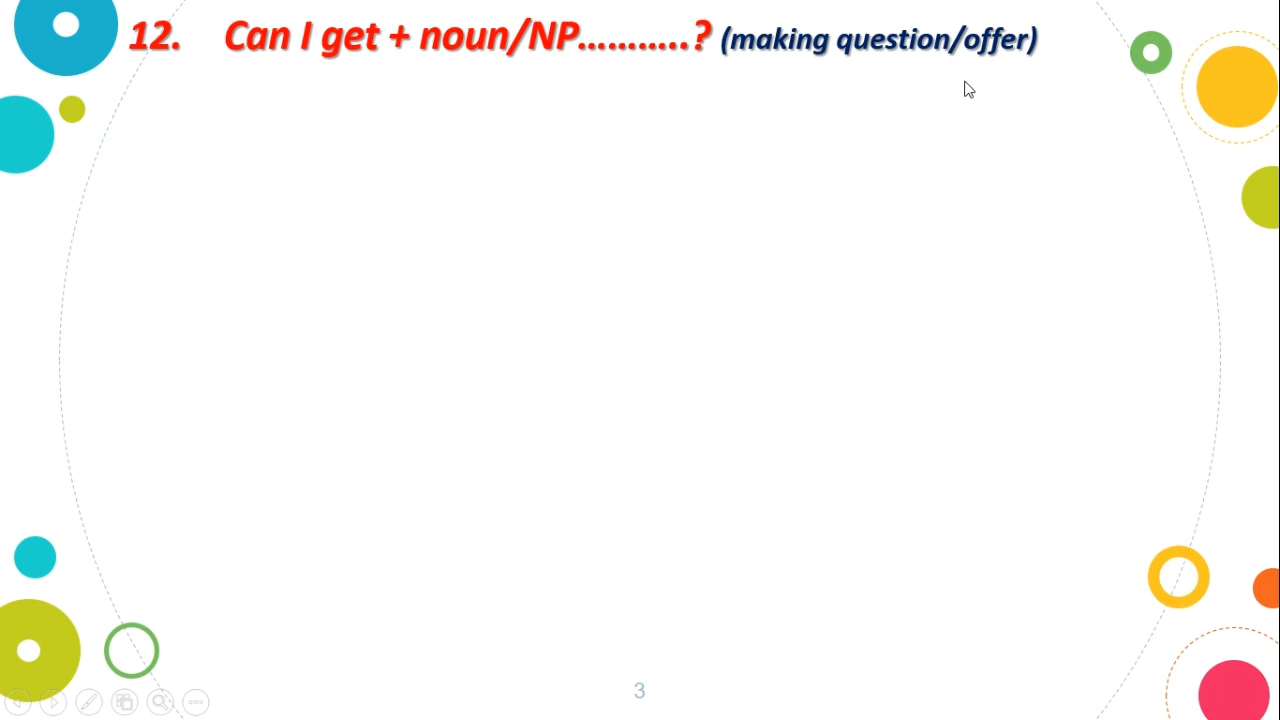 12. Can I get + noun/NP...........? (making question/offer)
3